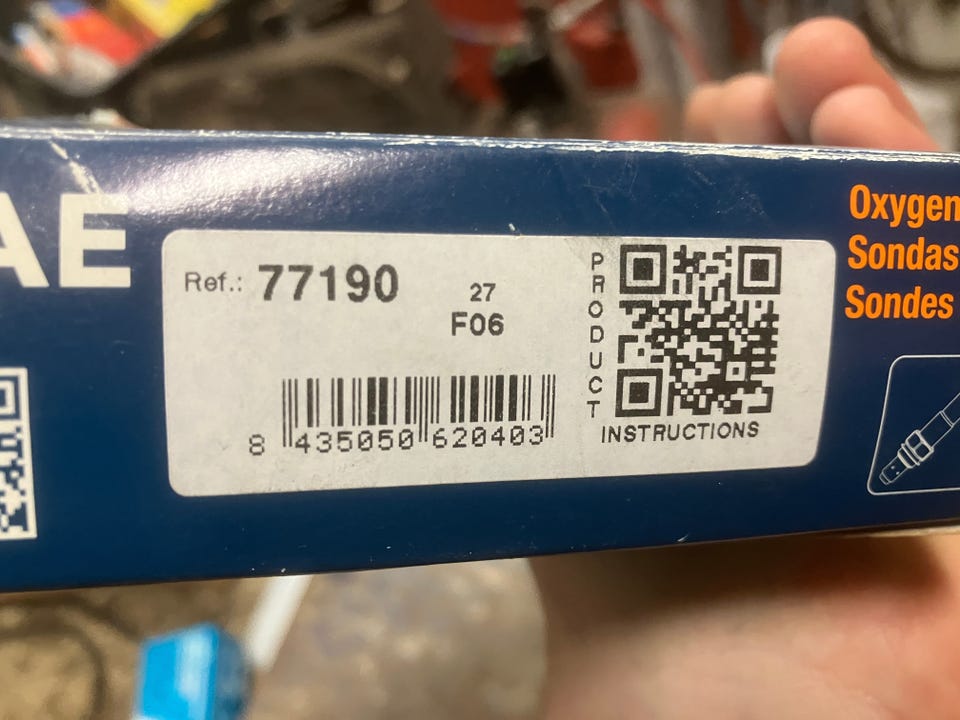 AE
Ref.: 77190
27
F06
8 435050 620403
PRODUCT
INSTRUCTIONS
Oxygen
Sondas
Sondes